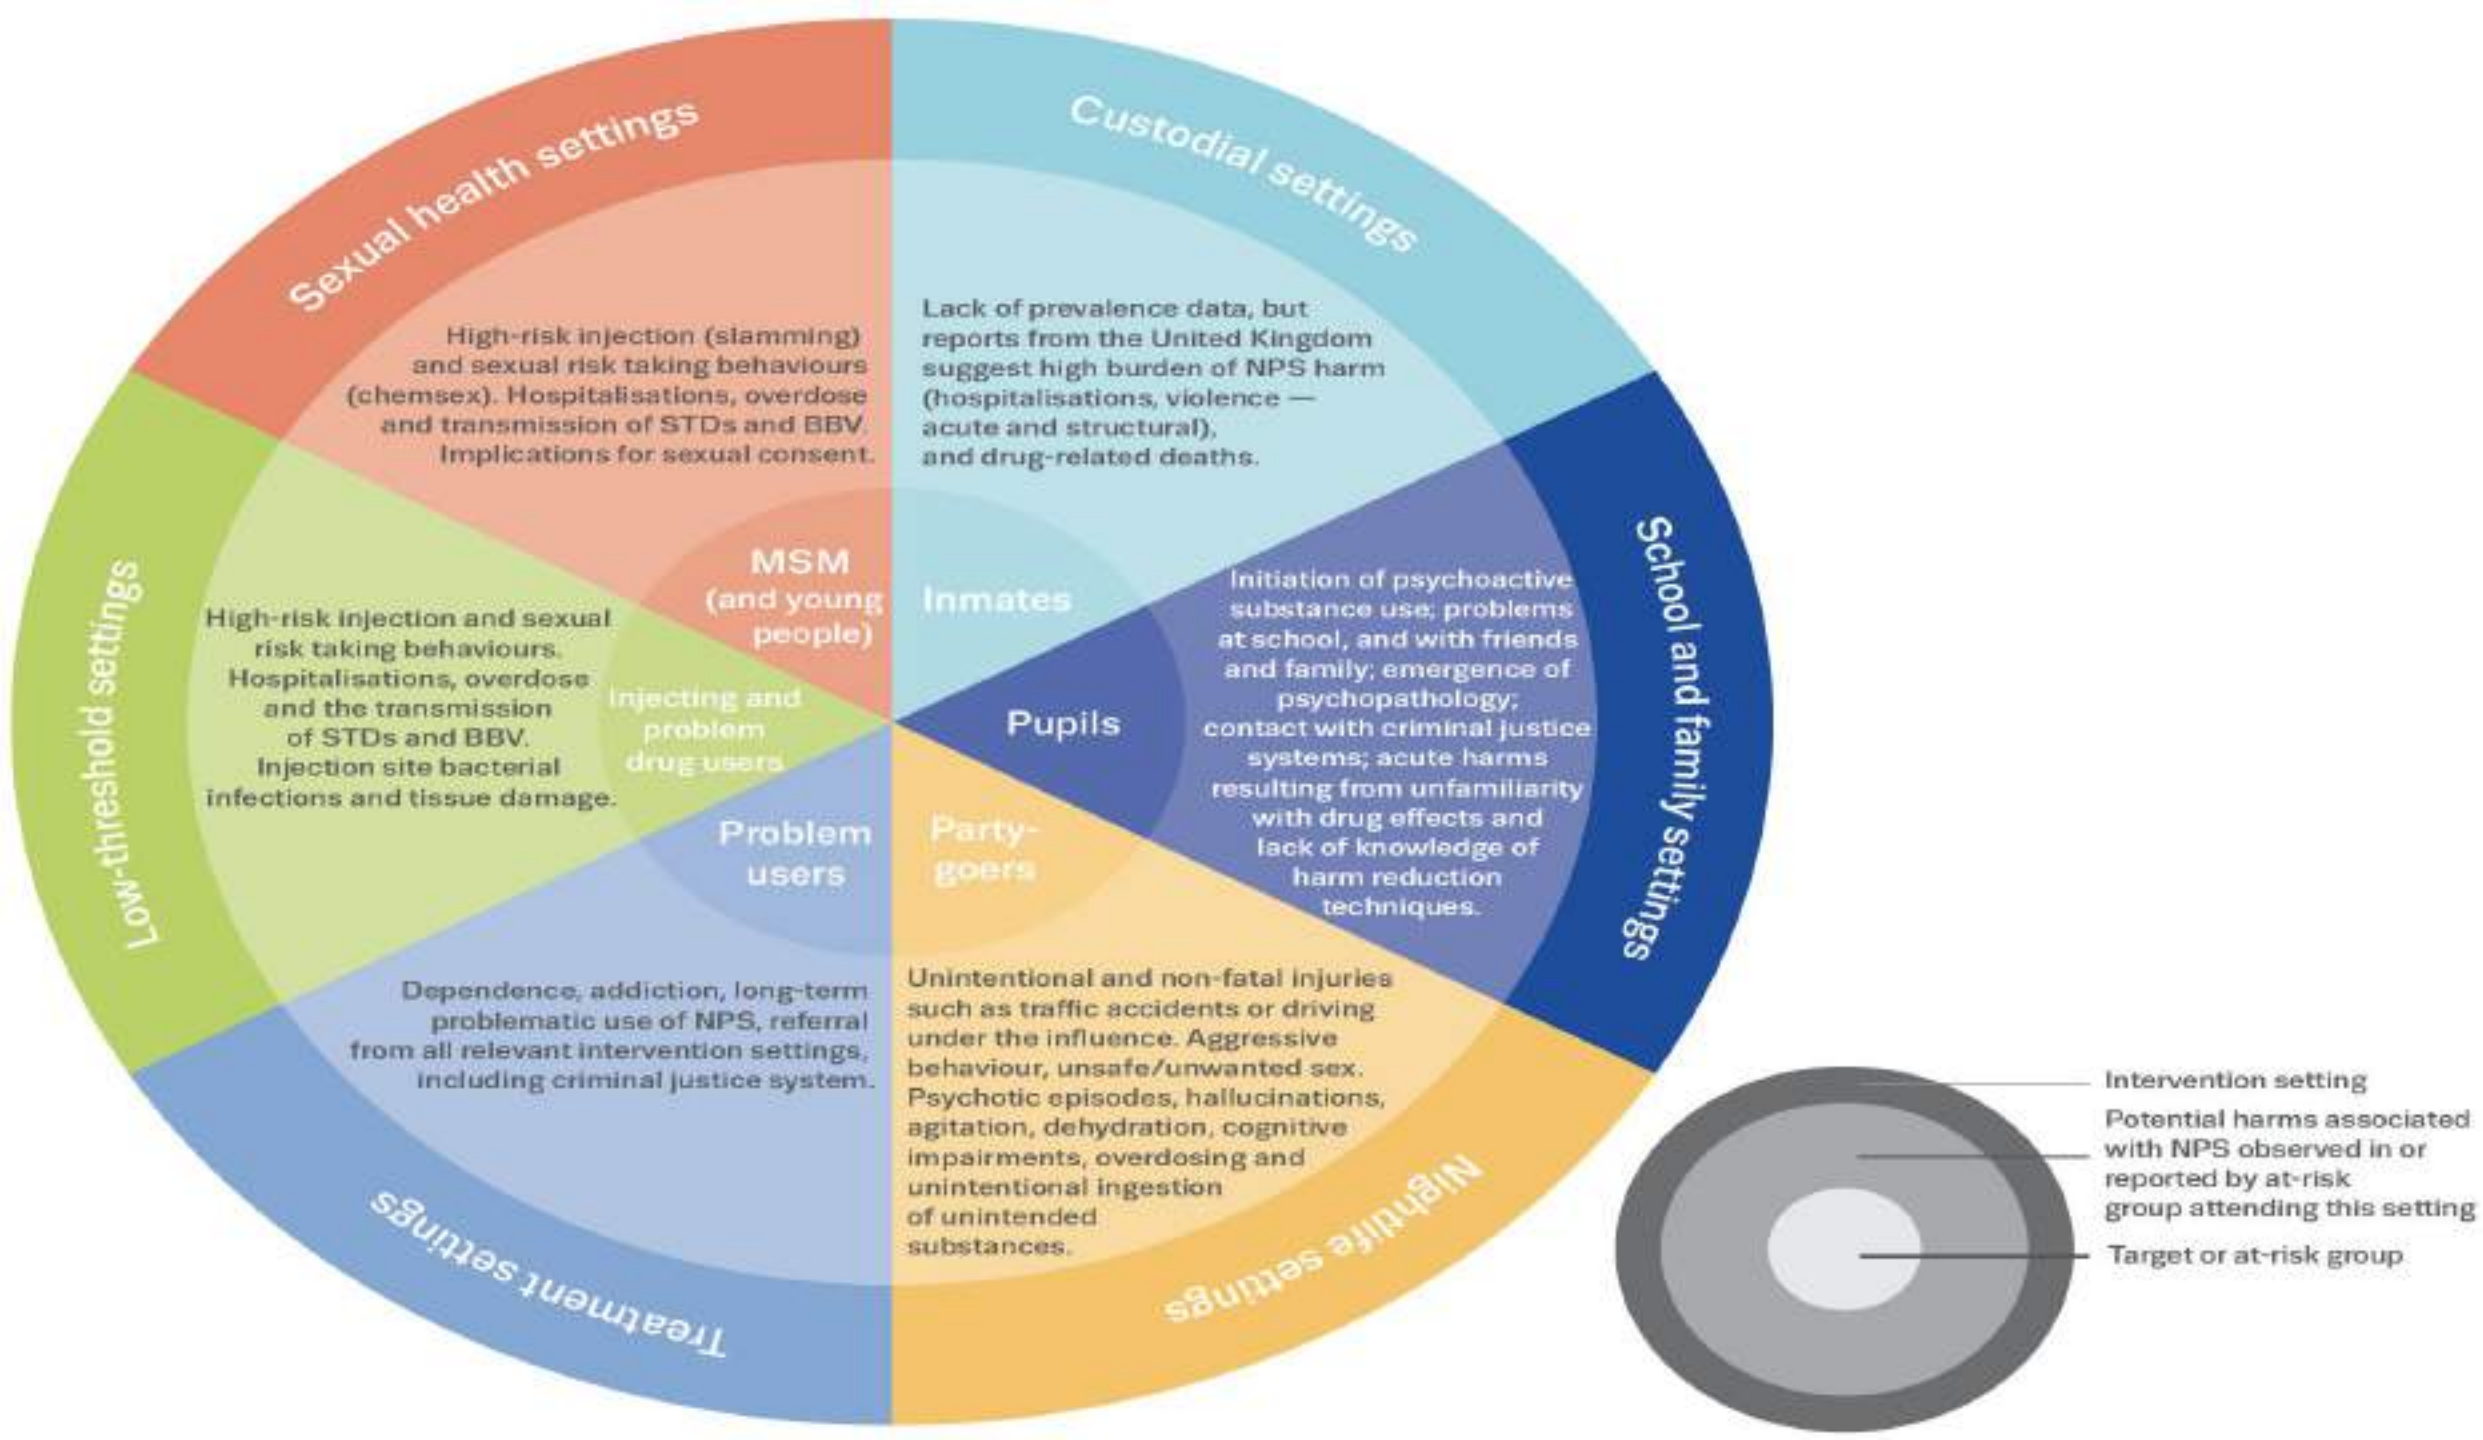 Sexual health settings
High-risk injection (slamming)
and sexual risk taking behaviours
(chemsex). Hospitalisations, overdose
and transmission of STDs and BBV.
Implications for sexual consent.
MSM
(and young
people)
Custodial settings
Lack of prevalence data, but
reports from the United Kingdom
suggest high burden of NPS harm
(hospitalisations, violence —
acute and structural),
and drug-related deaths.
Inmates
School and family settings
Initiation of psychoactive
substance use; problems
at school, and with friends
and family; emergence of
psychopathology;
contact with criminal justice
systems; acute harms
resulting from unfamiliarity
with drug effects and
lack of knowledge of
harm reduction
techniques.
Pupils
Nightlife settings
Party-
goers
Unintentional and non-fatal injuries
such as traffic accidents or driving
under the influence. Aggressive
behaviour, unsafe/unwanted sex.
Psychotic episodes, hallucinations,
agitation, dehydration, cognitive
impairments, overdosing and
unintentional ingestion
of unintended
substances.
Treatment settings
Problem
users
Dependence, addiction, long-term
problematic use of NPS, referral
from all relevant intervention settings,
including criminal justice system.
Low-threshold settings
High-risk injection and sexual
risk taking behaviours.
Hospitalisations, overdose
and the transmission
of STDs and BBV.
Injection site bacterial
infections and tissue damage.
Injecting and
problem
drug users
Intervention setting
Potential harms associated
with NPS observed in or
reported by at-risk
group attending this setting
Target or at-risk group